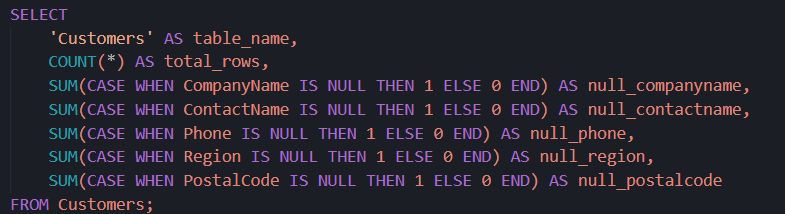 SELECT
    'Customers' AS table_name,
    COUNT(*) AS total_rows,
    SUM(CASE WHEN CompanyName IS NULL THEN 1 ELSE 0 END) AS null_companyname,
    SUM(CASE WHEN ContactName IS NULL THEN 1 ELSE 0 END) AS null_contactname,
    SUM(CASE WHEN Phone IS NULL THEN 1 ELSE 0 END) AS null_phone,
    SUM(CASE WHEN Region IS NULL THEN 1 ELSE 0 END) AS null_region,
    SUM(CASE WHEN PostalCode IS NULL THEN 1 ELSE 0 END) AS null_postalcode
FROM Customers;